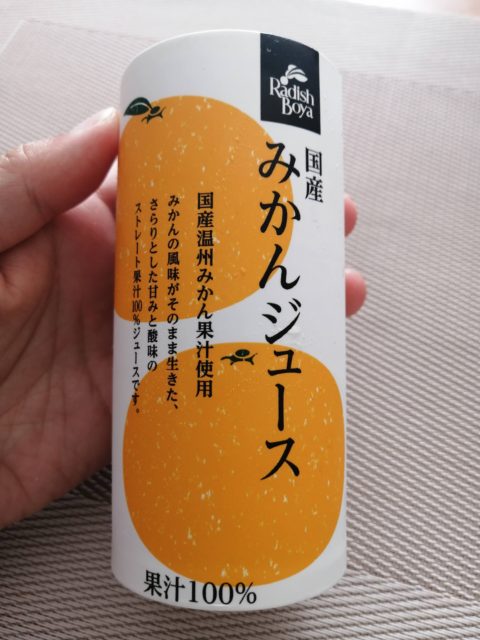 Radish
Boya
国産
みかんジュース
国産温州みかん果汁使用
みかんの風味がそのまま生きた、
さらりとした甘みと酸味の
ストレート果汁100%ジュースです。
果汁100%